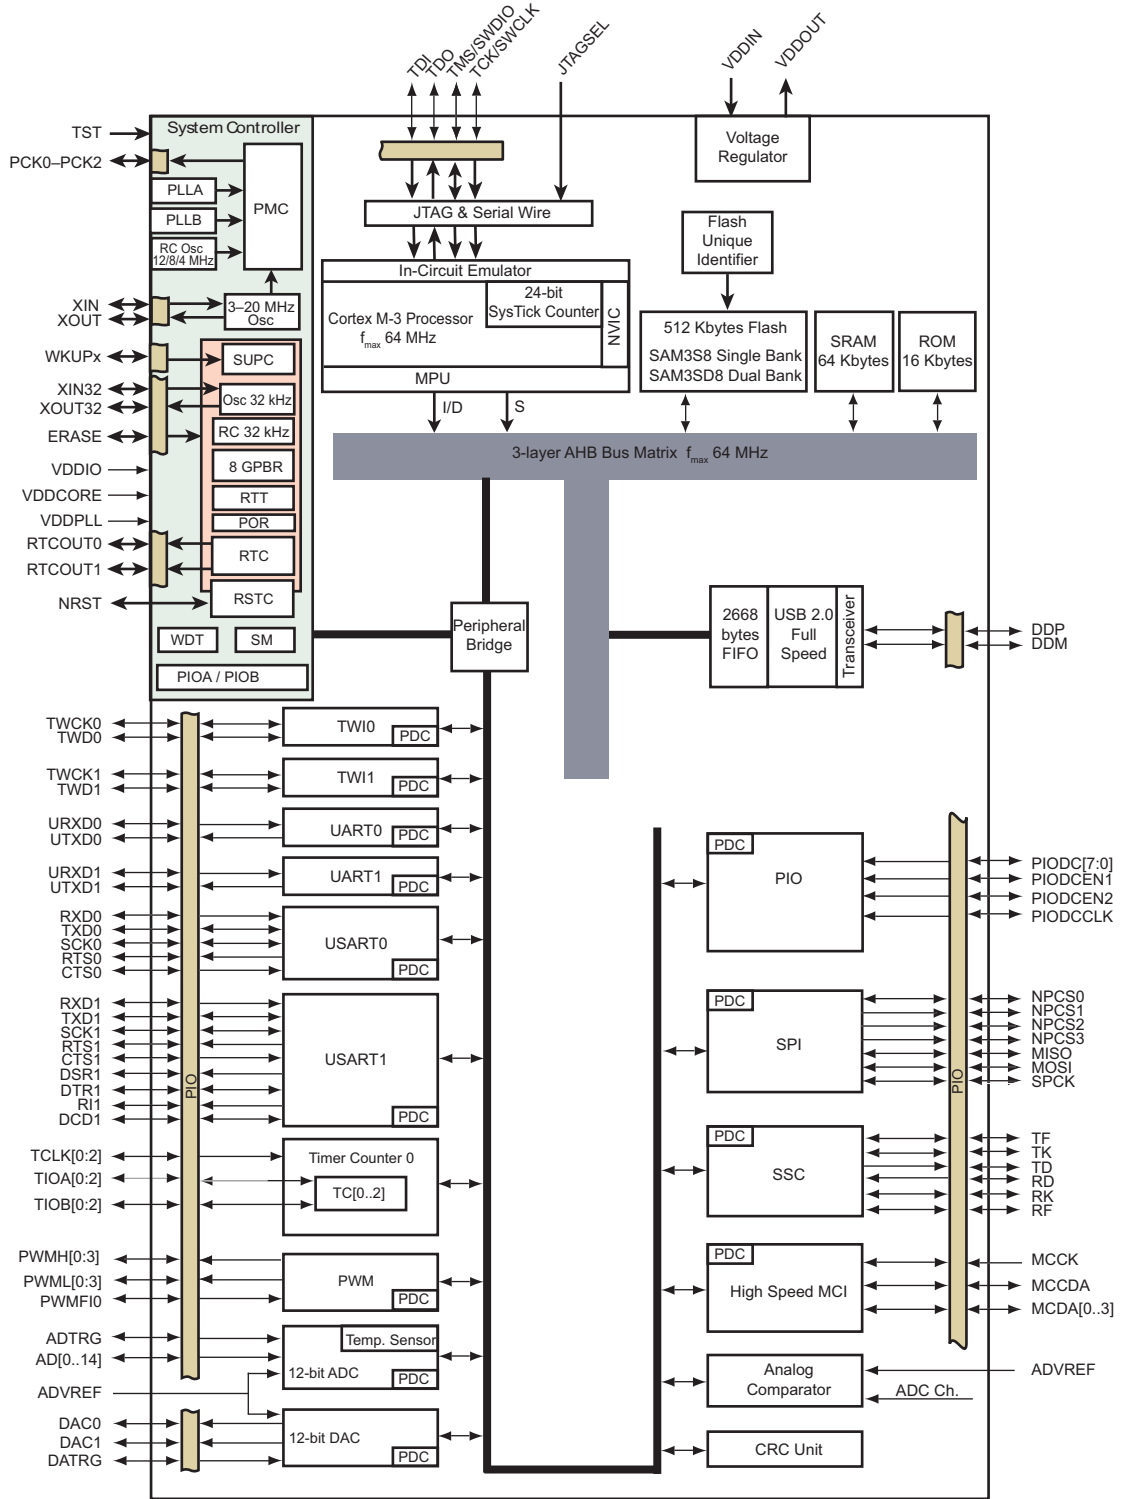 TDI
TDO
TMS/SWDIO
TCK/SWCLK
JTAGSEL
VDDIN
VDDOUT
TST
PCK0–PCK2
XIN
XOUT
WKUPx
XIN32
XOUT32
ERASE
VDDIO
VDDCORE
VDDPLL
RTCOUT0
RTCOUT1
NRST
System Controller
PLLA
PLLB
RC Osc
12/8/4 MHz
PMC
3–20 MHz
Osc
SUPC
Osc 32 kHz
RC 32 kHz
8 GPBR
RTT
POR
RTC
RSTC
WDT
SM
PIOA / PIOB
JTAG & Serial Wire
In-Circuit Emulator
Cortex M-3 Processor
fmax 64 MHz
24-bit
SysTick Counter
NVIC
MPU
I/D
S
Voltage
Regulator
Flash
Unique
Identifier
512 Kbytes Flash
SAM3S8 Single Bank
SAM3SD8 Dual Bank
SRAM
64 Kbytes
ROM
16 Kbytes
3-layer AHB Bus Matrix fmax 64 MHz
Peripheral
Bridge
2668
bytes
FIFO
USB 2.0
Full
Speed
Transceiver
DDP
DDM
TWCK0
TWD0
TWCK1
TWD1
URXD0
UTXD0
URXD1
UTXD1
RXD0
TXD0
SCK0
RTS0
CTS0
RXD1
TXD1
SCK1
RTS1
CTS1
DSR1
DTR1
RI1
DCD1
TCLK[0:2]
TIOA[0:2]
TIOB[0:2]
PWMH[0:3]
PWML[0:3]
PWMFI0
ADTRG
AD[0..14]
ADVREF
DAC0
DAC1
DATRG
PIO
TWI0
PDC
TWI1
PDC
UART0
PDC
UART1
PDC
USART0
PDC
USART1
PDC
Timer Counter 0
TC[0..2]
PWM
PDC
Temp. Sensor
12-bit ADC
PDC
12-bit DAC
PDC
PDC
PIO
PDC
SPI
PDC
SSC
PDC
High Speed MCI
Analog
Comparator
CRC Unit
PIO
PIODC[7:0]
PIODCEN1
PIODCEN2
PIODCCLK
NPCS0
NPCS1
NPCS2
NPCS3
MISO
MOSI
SPCK
TF
TK
TD
RD
RK
RF
MCCK
MCCDA
MCDA[0..3]
ADVREF
ADC Ch.